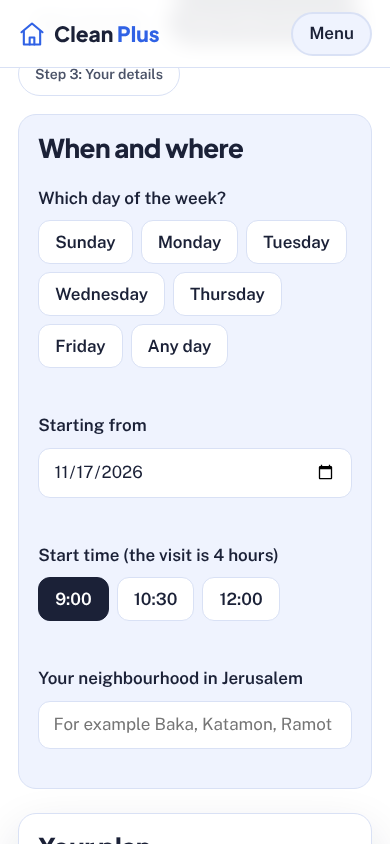 Clean Plus
Menu
Step 3: Your details
When and where
Which day of the week?
Sunday
Monday
Tuesday
Wednesday
Thursday
Friday
Any day
Starting from
11/17/2026
Start time (the visit is 4 hours)
9:00
10:30
12:00
Your neighbourhood in Jerusalem
For example Baka, Katamon, Ramot
Your plan